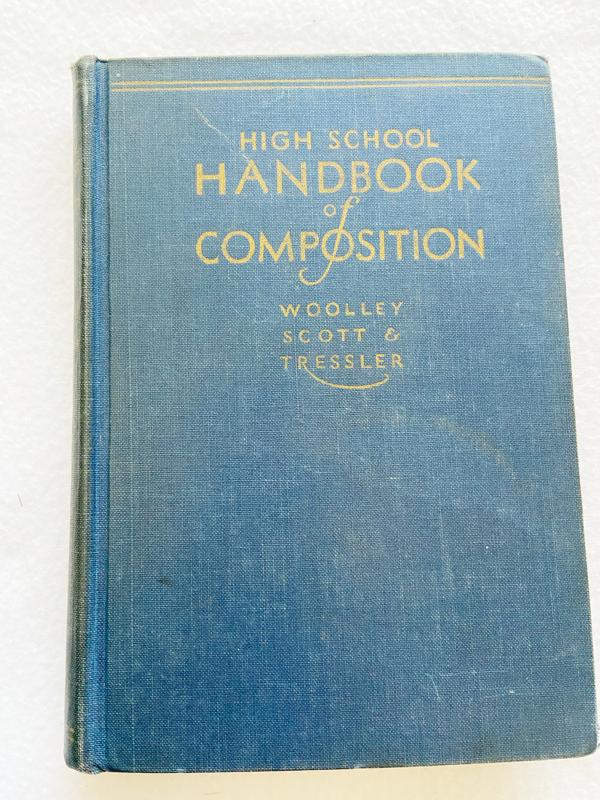 HIGH SCHOOL
HANDBOOK
of
COMPOSITION
WOOLLEY
SCOTT &
TRESSLER